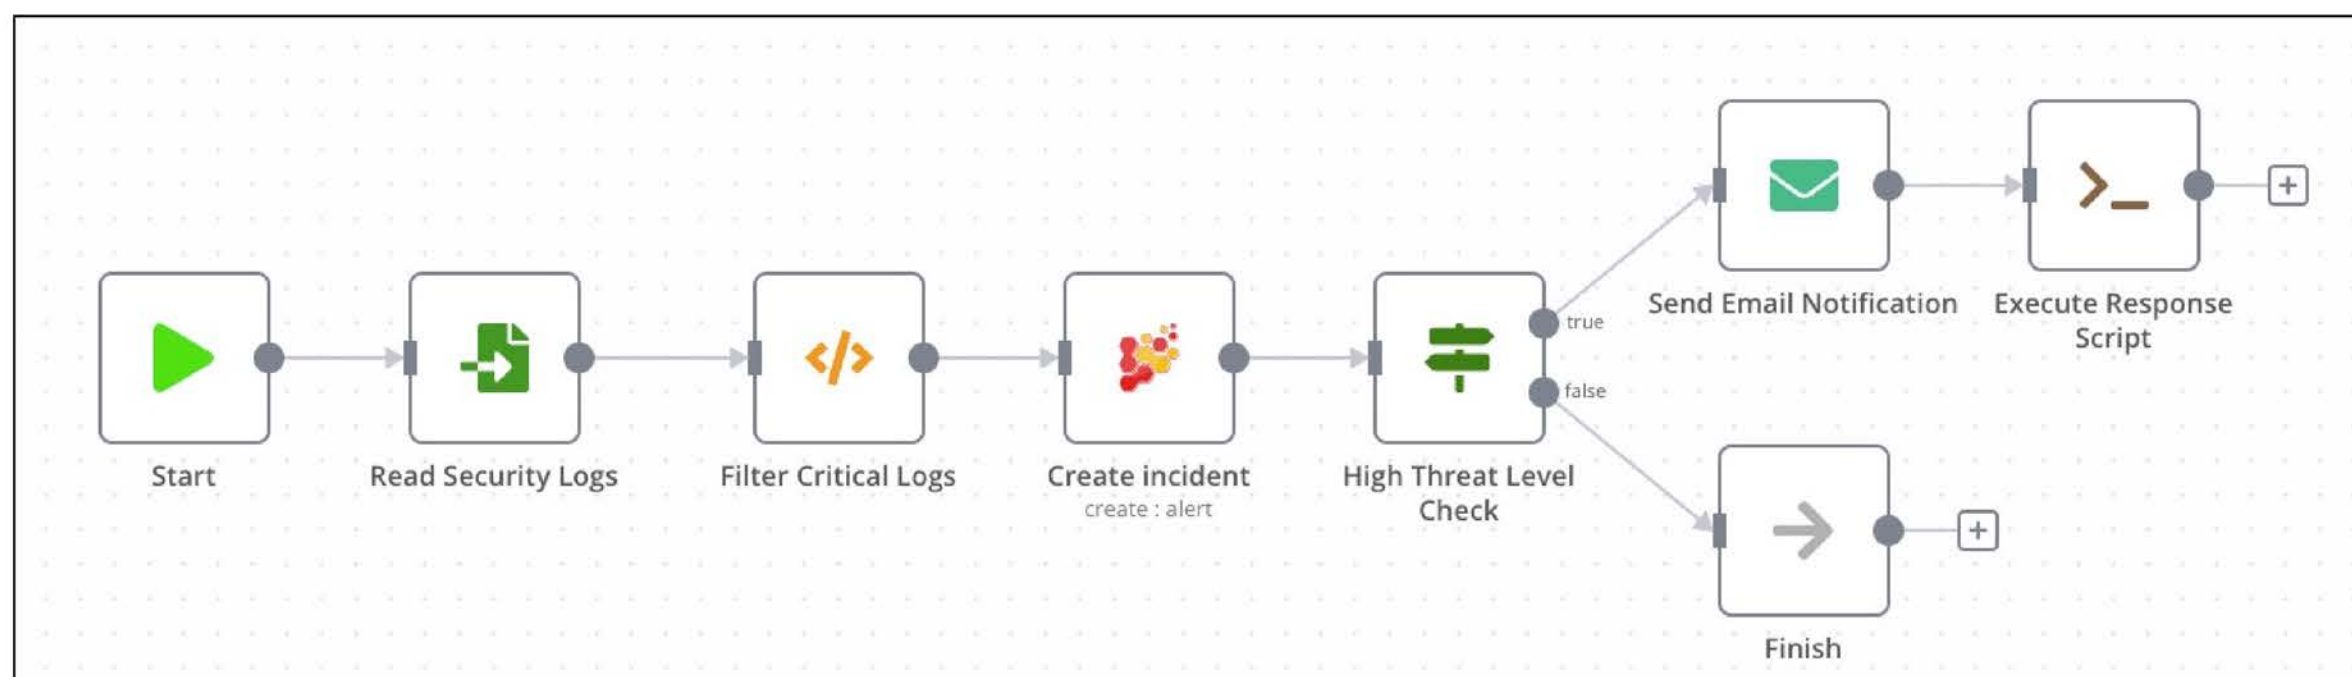 Start
Read Security Logs
Filter Critical Logs
Create incident
create : alert
High Threat Level
Check
true
false
Send Email Notification
Execute Response
Script
Finish